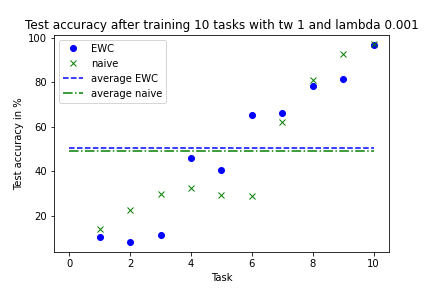 Test accuracy after training 10 tasks with tw 1 and lambda 0.001
100
80
60
40
20
Test accuracy in %
EWC
naive
average EWC
average naive
0
2
4
6
8
10
Task